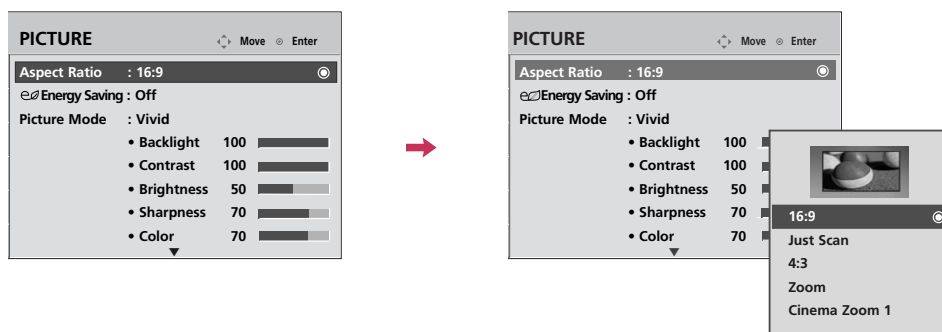 PICTURE Move Enter
Aspect Ratio : 16:9
Energy Saving : Off
Picture Mode : Vivid
• Backlight 100
• Contrast 100
• Brightness 50
• Sharpness 70
• Color 70
PICTURE Move Enter
Aspect Ratio : 16:9
Energy Saving : Off
Picture Mode : Vivid
• Backlight 100
• Contrast 100
• Brightness 50
• Sharpness 70
• Color 70
16:9
Just Scan
4:3
Zoom
Cinema Zoom 1